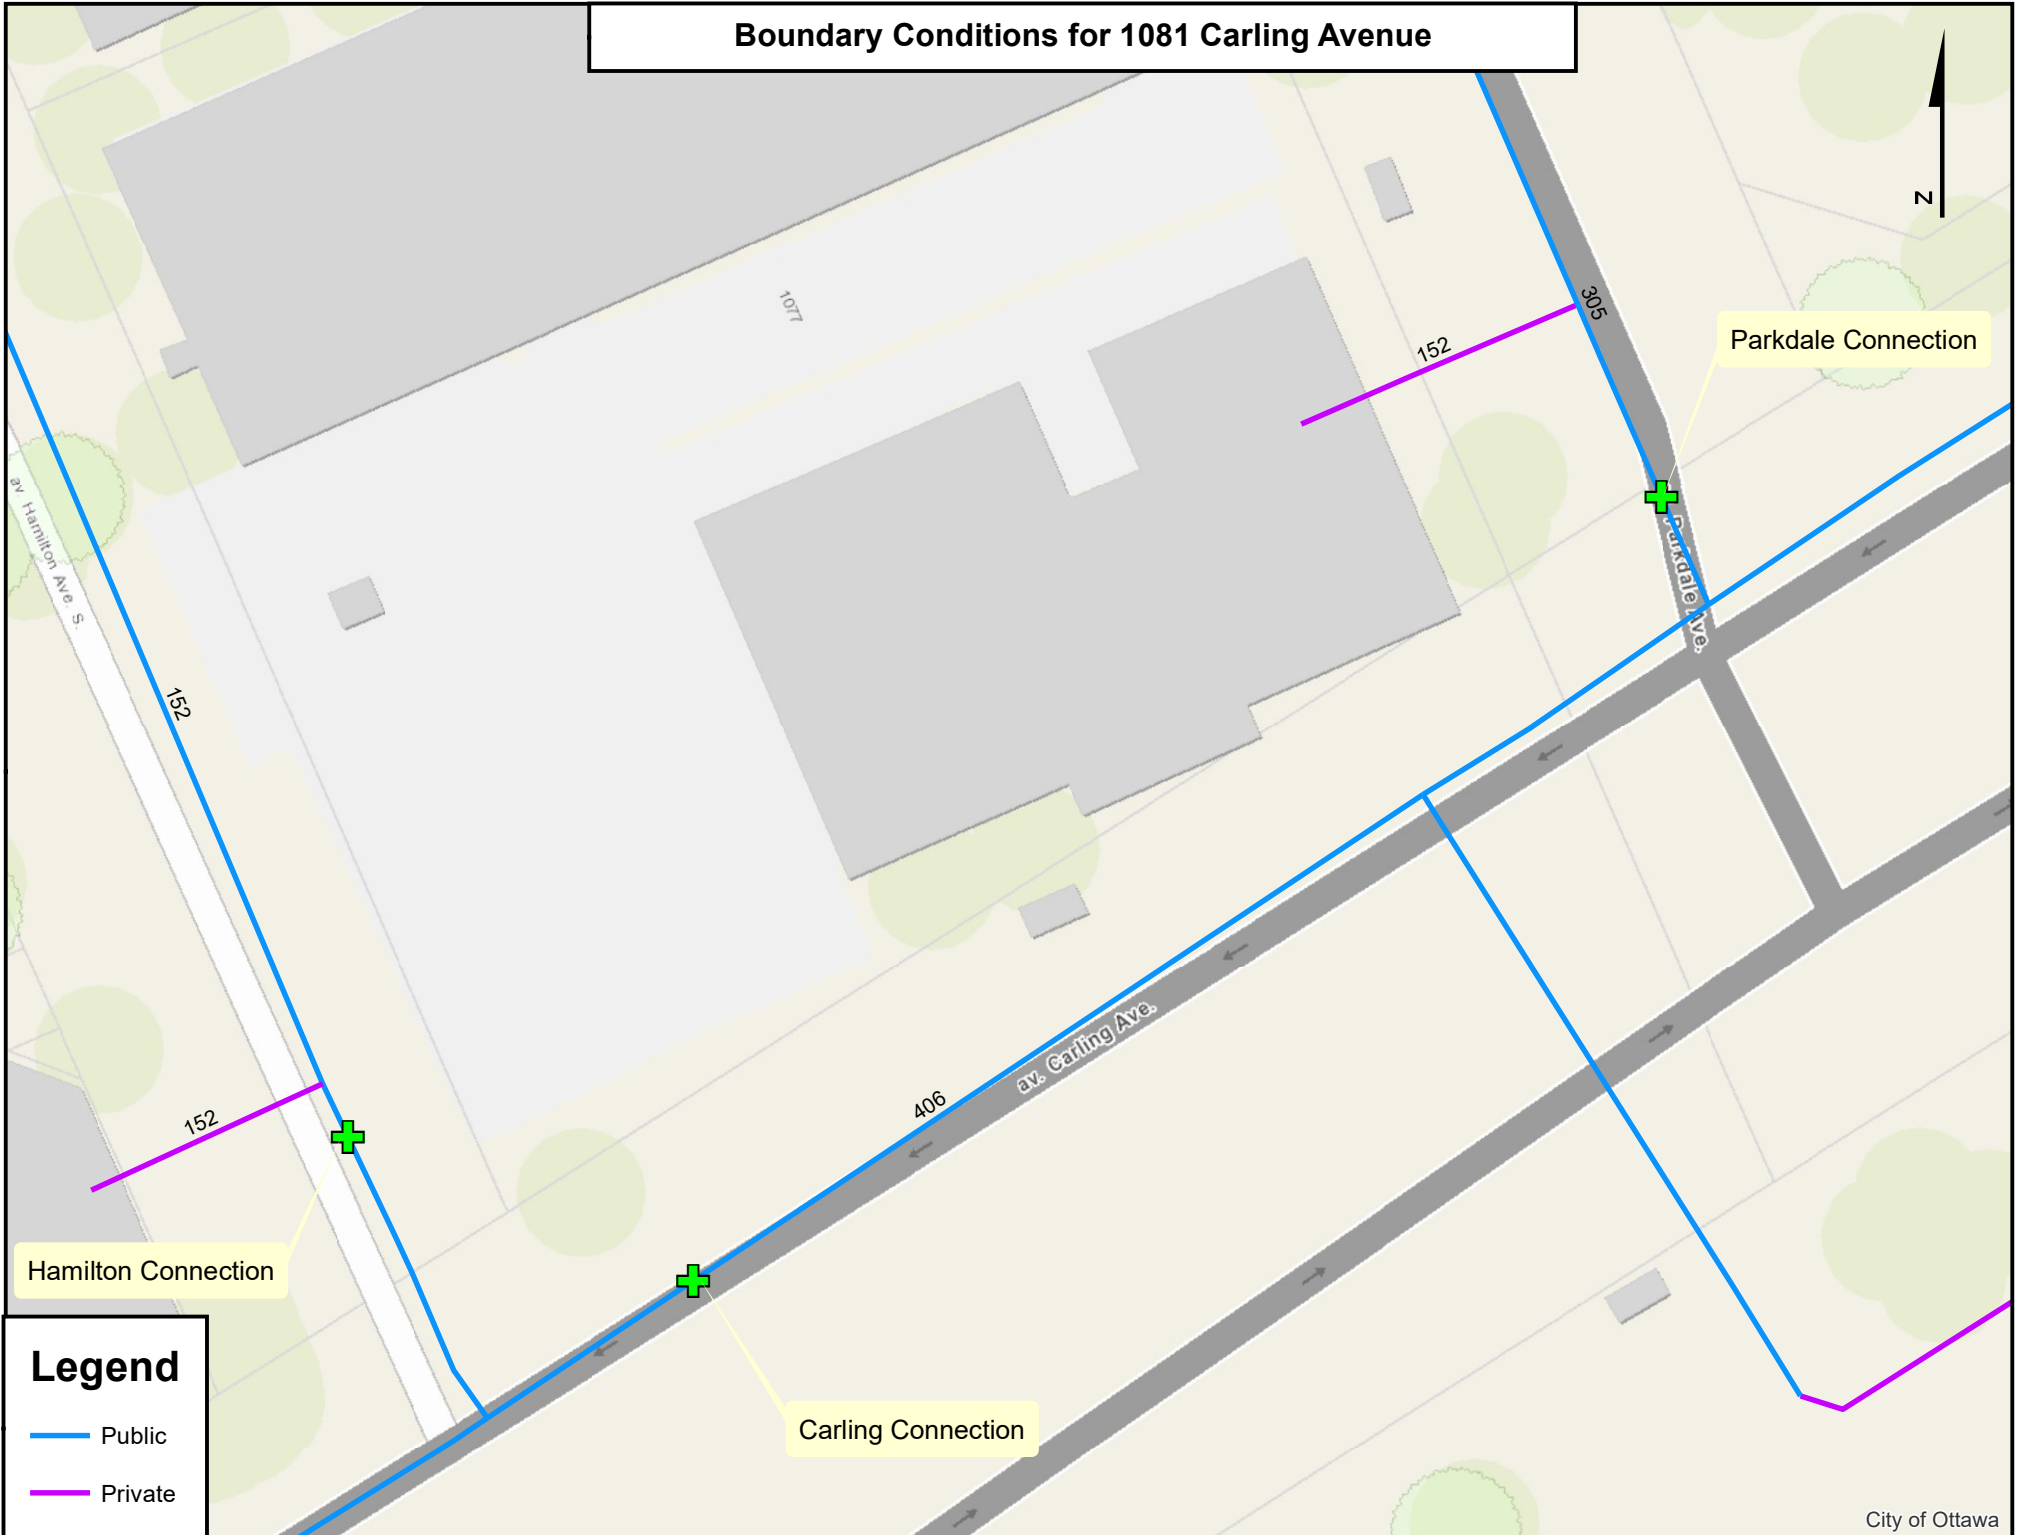 Boundary Conditions for 1081 Carling Avenue
N
1077
305
Parkdale Connection
152
av. Hamilton Ave. S.
Parkdale Ave.
152
av. Carling Ave.
406
152
Hamilton Connection
Carling Connection
Legend
Public
Private
City of Ottawa